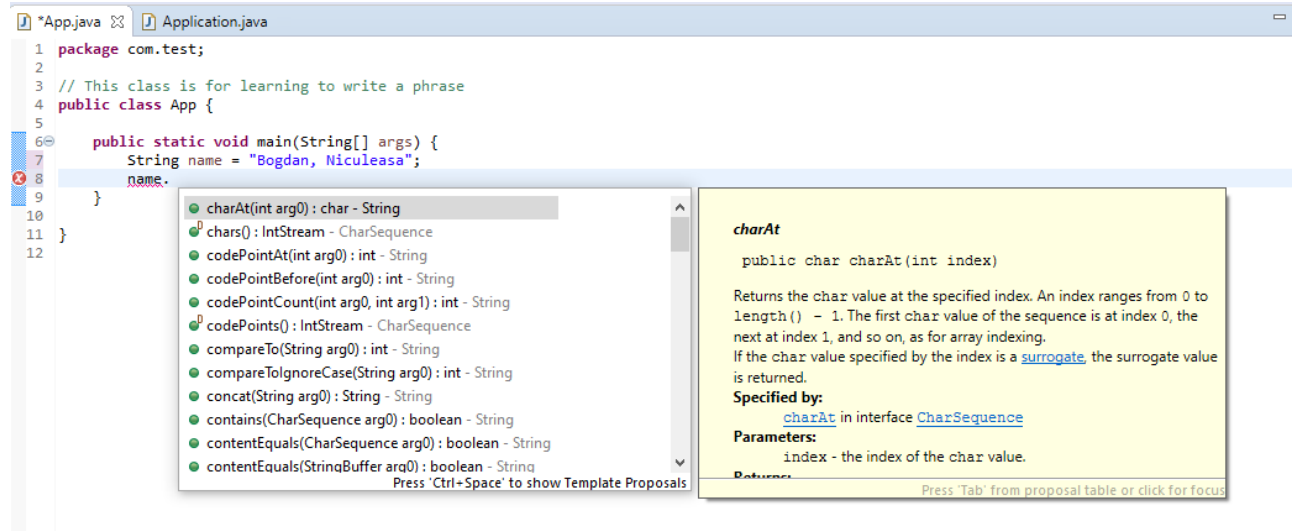 *App.java Application.java
1 package com.test;
2
3 // This class is for learning to write a phrase
4 public class App {
5
6 public static void main(String[] args) {
7 String name = "Bogdan, Niculeasa";
8 name.
9 }
10
11 }
12
charAt(int arg0) : char - String
chars() : IntStream - CharSequence
codePointAt(int arg0) : int - String
codePointBefore(int arg0) : int - String
codePointCount(int arg0, int arg1) : int - String
codePoints() : IntStream - CharSequence
compareTo(String arg0) : int - String
compareToIgnoreCase(String arg0) : int - String
concat(String arg0) : String - String
contains(CharSequence arg0) : boolean - String
contentEquals(CharSequence arg0) : boolean - String
contentEquals(StringBuffer arg0) : boolean - String
Press 'Ctrl+Space' to show Template Proposals
charAt
public char charAt(int index)
Returns the char value at the specified index. An index ranges from 0 to
length() - 1. The first char value of the sequence is at index 0, the
next at index 1, and so on, as for array indexing.
If the char value specified by the index is a surrogate, the surrogate value
is returned.
Specified by:
charAt in interface CharSequence
Parameters:
index - the index of the char value.
Returns:
Press 'Tab' from proposal table or click for focus